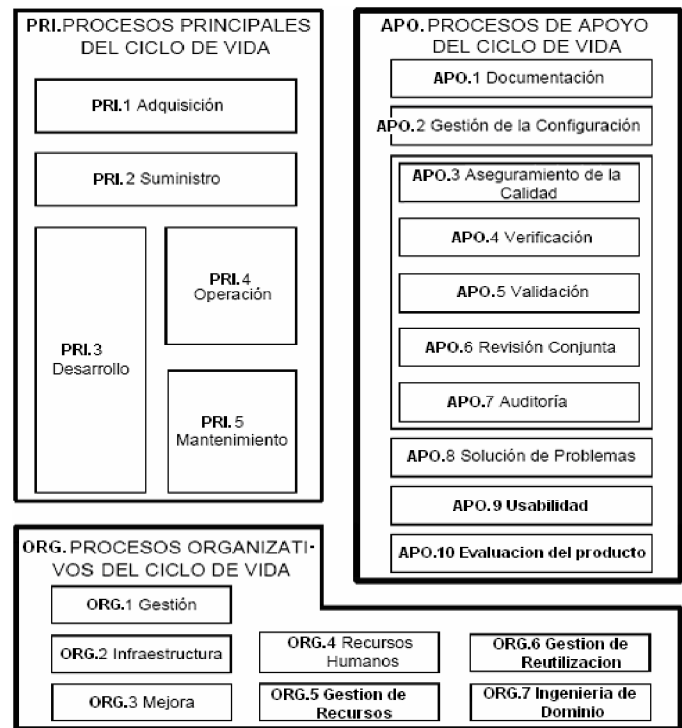 PRI.PROCESOS PRINCIPALES
DEL CICLO DE VIDA
PRI.1 Adquisición
PRI.2 Suministro
PRI.3
Desarrollo
PRI.4
Operación
PRI.5
Mantenimiento
APO.PROCESOS DE APOYO
DEL CICLO DE VIDA
APO.1 Documentación
APO.2 Gestión de la Configuración
APO.3 Aseguramiento de la
Calidad
APO.4 Verificación
APO.5 Validación
APO.6 Revisión Conjunta
APO.7 Auditoría
APO.8 Solución de Problemas
APO.9 Usabilidad
APO.10 Evaluacion del producto
ORG.PROCESOS ORGANIZATI-
VOS DEL CICLO DE VIDA
ORG.1 Gestión
ORG.2 Infraestructura
ORG.3 Mejora
ORG.4 Recursos
Humanos
ORG.5 Gestion de
Recursos
ORG.6 Gestion de
Reutilizacion
ORG.7 Ingenieria de
Dominio